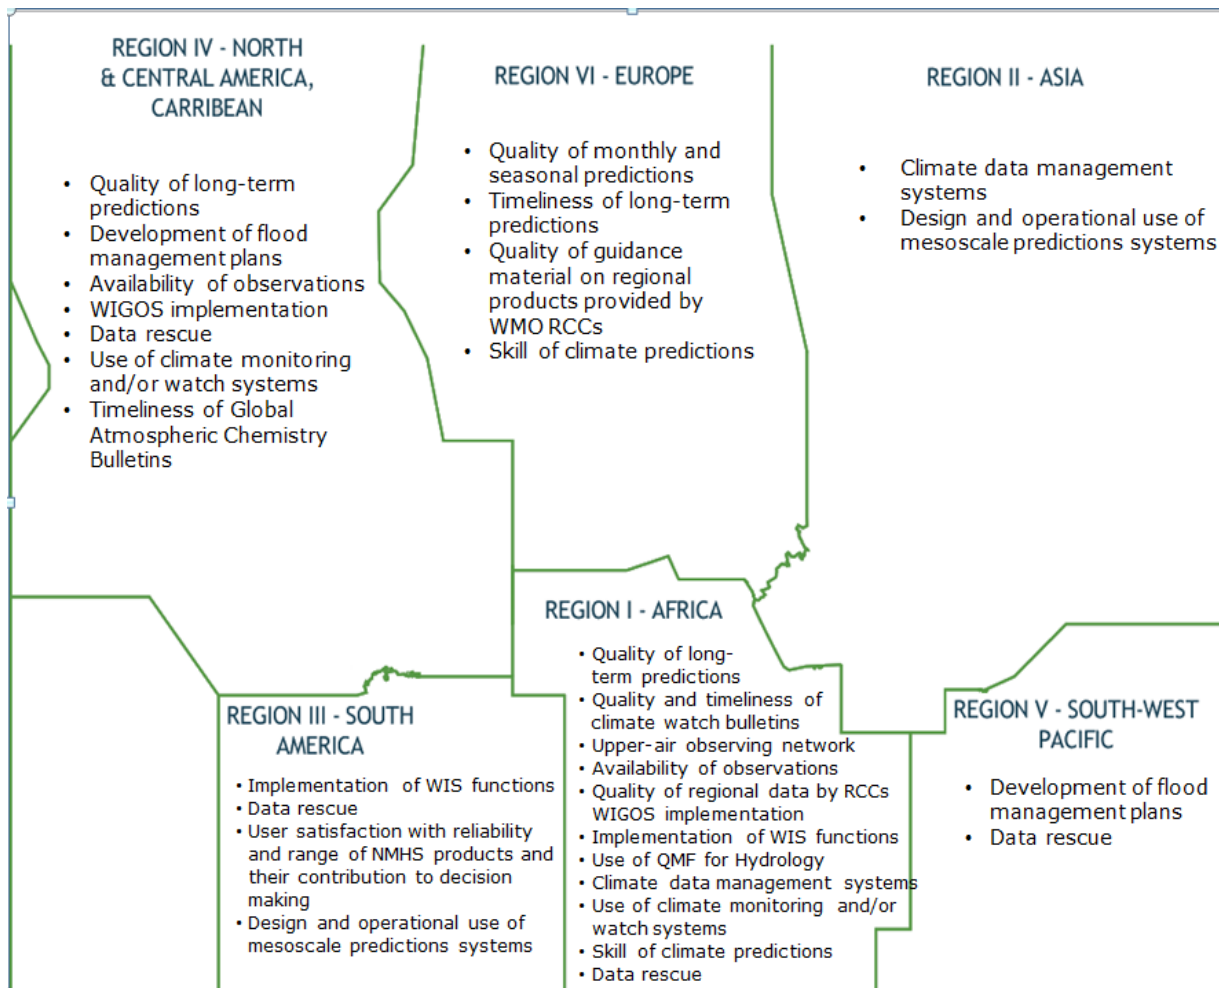 REGION IV - NORTH
& CENTRAL AMERICA,
CARRIBEAN
• Quality of long-term
predictions
• Development of flood
management plans
• Availability of observations
• WIGOS implementation
• Data rescue
• Use of climate monitoring
and/or watch systems
• Timeliness of Global
Atmospheric Chemistry
Bulletins
REGION VI - EUROPE
• Quality of monthly and
seasonal predictions
• Timeliness of long-term
predictions
• Quality of guidance
material on regional
products provided by
WMO RCCs
• Skill of climate predictions
REGION II - ASIA
• Climate data management
systems
• Design and operational use of
mesoscale predictions systems
REGION III - SOUTH
AMERICA
• Implementation of WIS functions
• Data rescue
• User satisfaction with reliability
and range of NMHS products and
their contribution to decision
making
• Design and operational use of
mesoscale predictions systems
REGION I - AFRICA
• Quality of long-
term predictions
• Quality and timeliness of
climate watch bulletins
• Upper-air observing network
• Availability of observations
• Quality of regional data by RCCs
WIGOS implementation
• Implementation of WIS functions
• Use of QMF for Hydrology
• Climate data management systems
• Use of climate monitoring and/or
watch systems
• Skill of climate predictions
• Data rescue
REGION V - SOUTH-WEST
PACIFIC
• Development of flood
management plans
• Data rescue